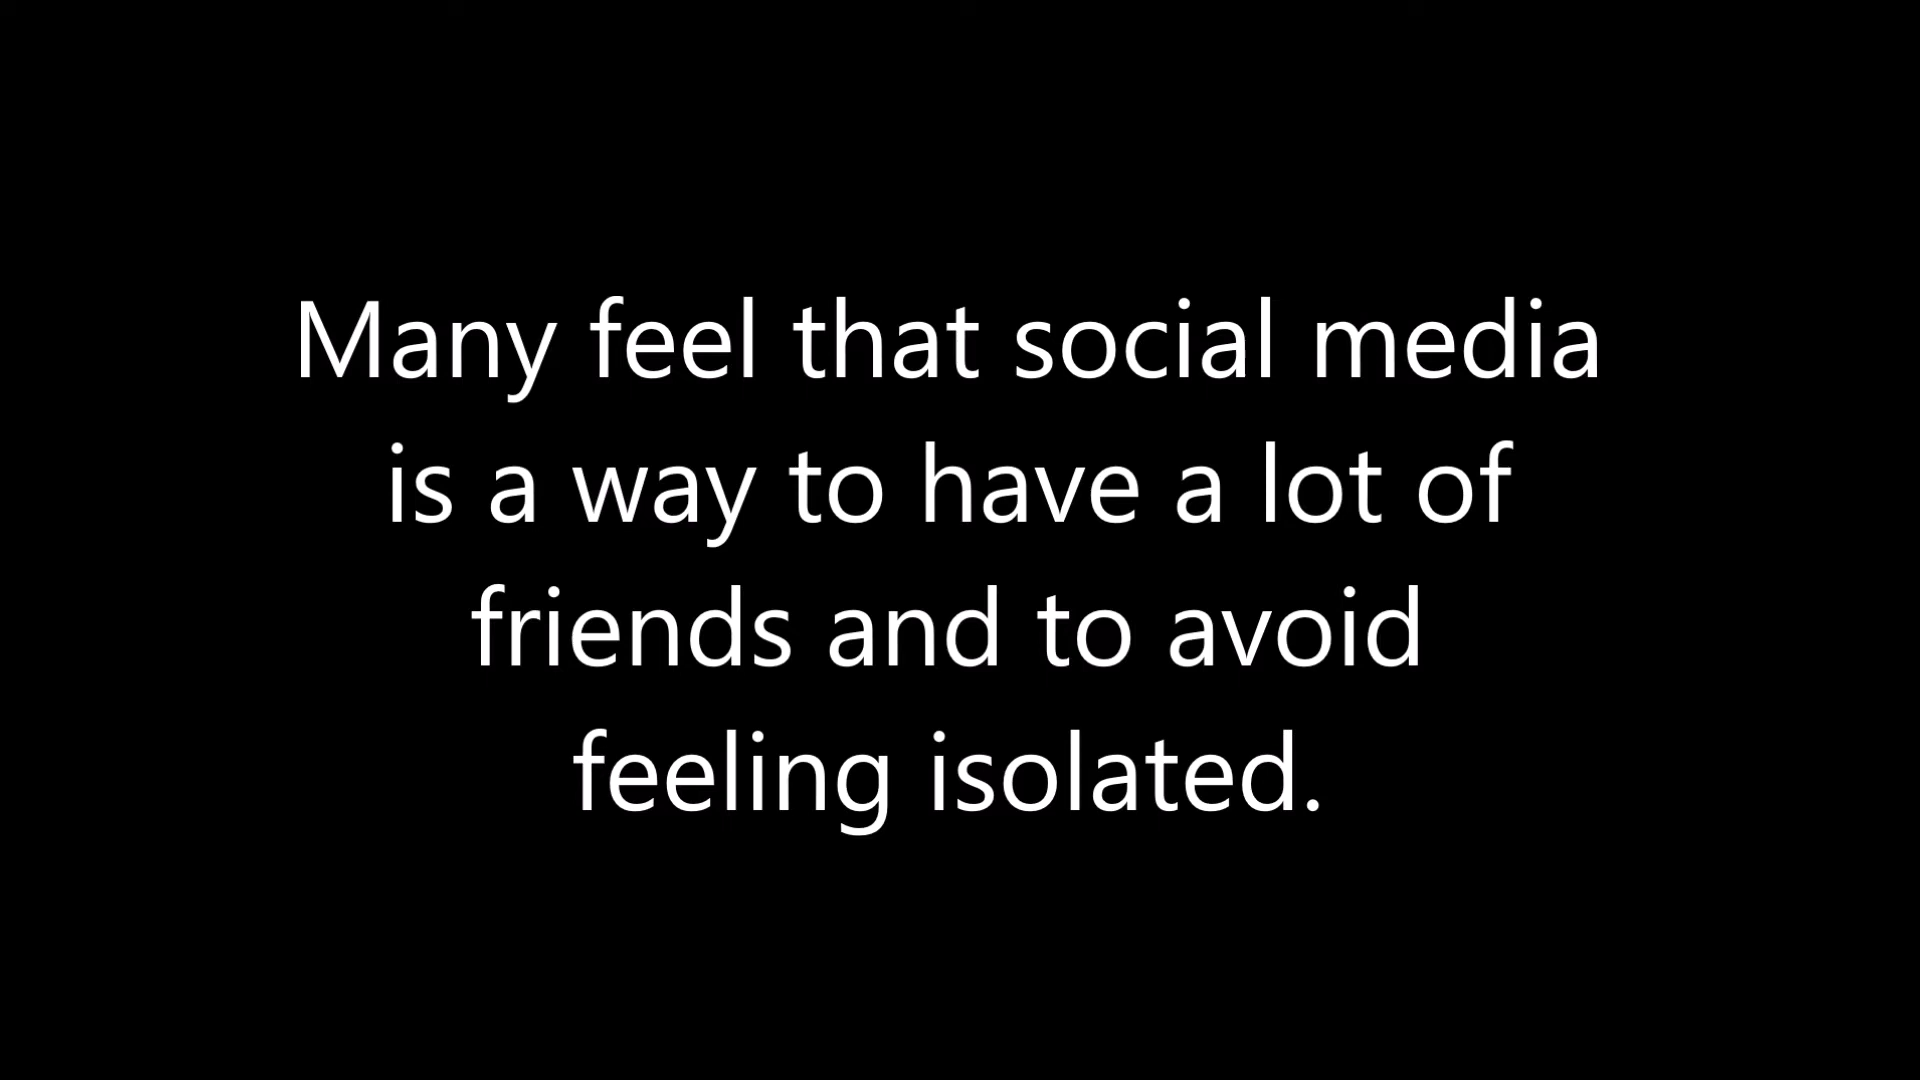 Many feel that social media
is a way to have a lot of
friends and to avoid
feeling isolated.